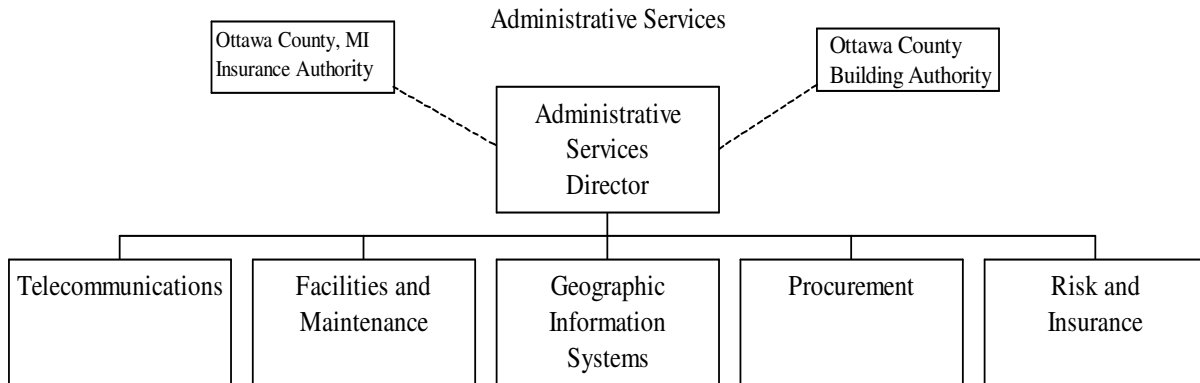 Administrative Services
Ottawa County, MI
Insurance Authority
Ottawa County
Building Authority
Administrative
Services
Director
Telecommunications
Facilities and
Maintenance
Geographic
Information
Systems
Procurement
Risk and
Insurance